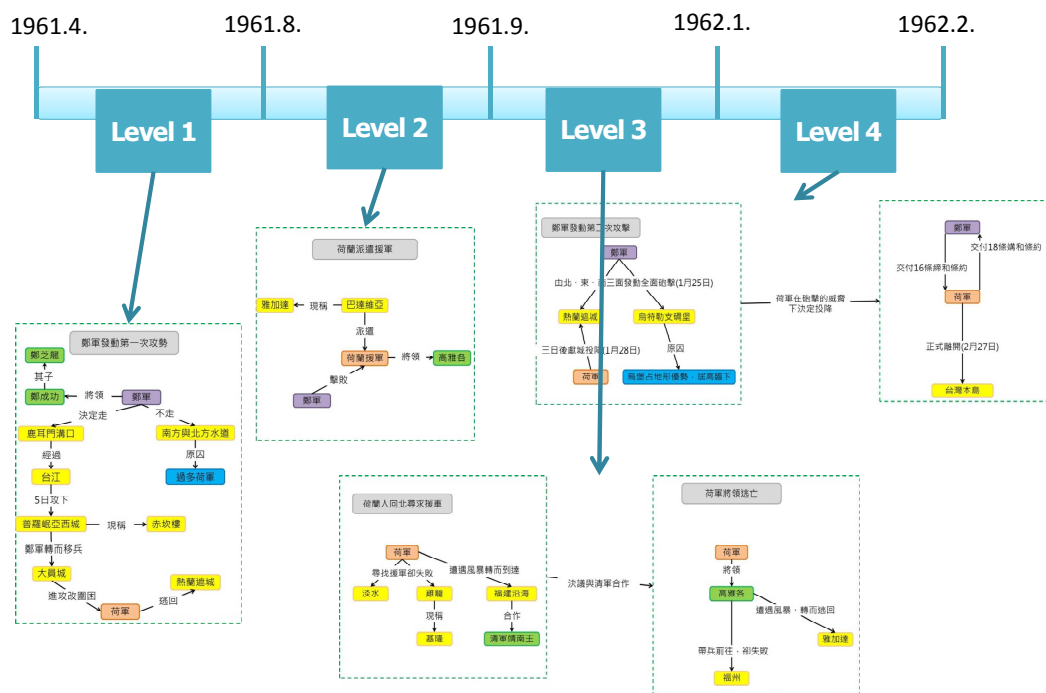 1961.4.
1961.8.
1961.9.
1962.1.
1962.2.
Level 1
Level 2
Level 3
Level 4
鄭軍發動第一次攻勢
鄭芝龍
其子
鄭成功
將領
鄭軍
決定走
不走
鹿耳門溝口
南方與北方水道
經過
原因
台江
過多荷軍
5日攻下
普羅岷亞西城
現稱
赤坎樓
鄭軍轉而移兵
大員城
進攻改圍困
荷軍
逃回
熱蘭遮城
荷蘭派遣援軍
雅加達
現稱
巴達維亞
派遣
荷蘭援軍
將領
高雅各
擊敗
鄭軍
鄭軍發動第二次攻擊
鄭軍
由北、東、南三面發動全面砲擊(1月25日)
熱蘭遮城
烏特勒支碉堡
三日後獻城投降(1月28日)
原因
荷軍
烏堡占地形優勢，居高臨下
荷軍在砲擊的威脅
下決定投降
鄭軍
交付18條媾和條約
交付16條締和條約
荷軍
正式離開(2月27日)
台灣本島
荷蘭人向北尋求援軍
荷軍
尋找援軍卻失敗
遭遇風暴轉而到達
淡水
雞籠
福建沿海
現稱
合作
基隆
清軍靖南王
決議與清軍合作
荷軍將領逃亡
荷軍
將領
高雅各
遭遇風暴，轉而逃回
雅加達
帶兵前往，卻失敗
福州